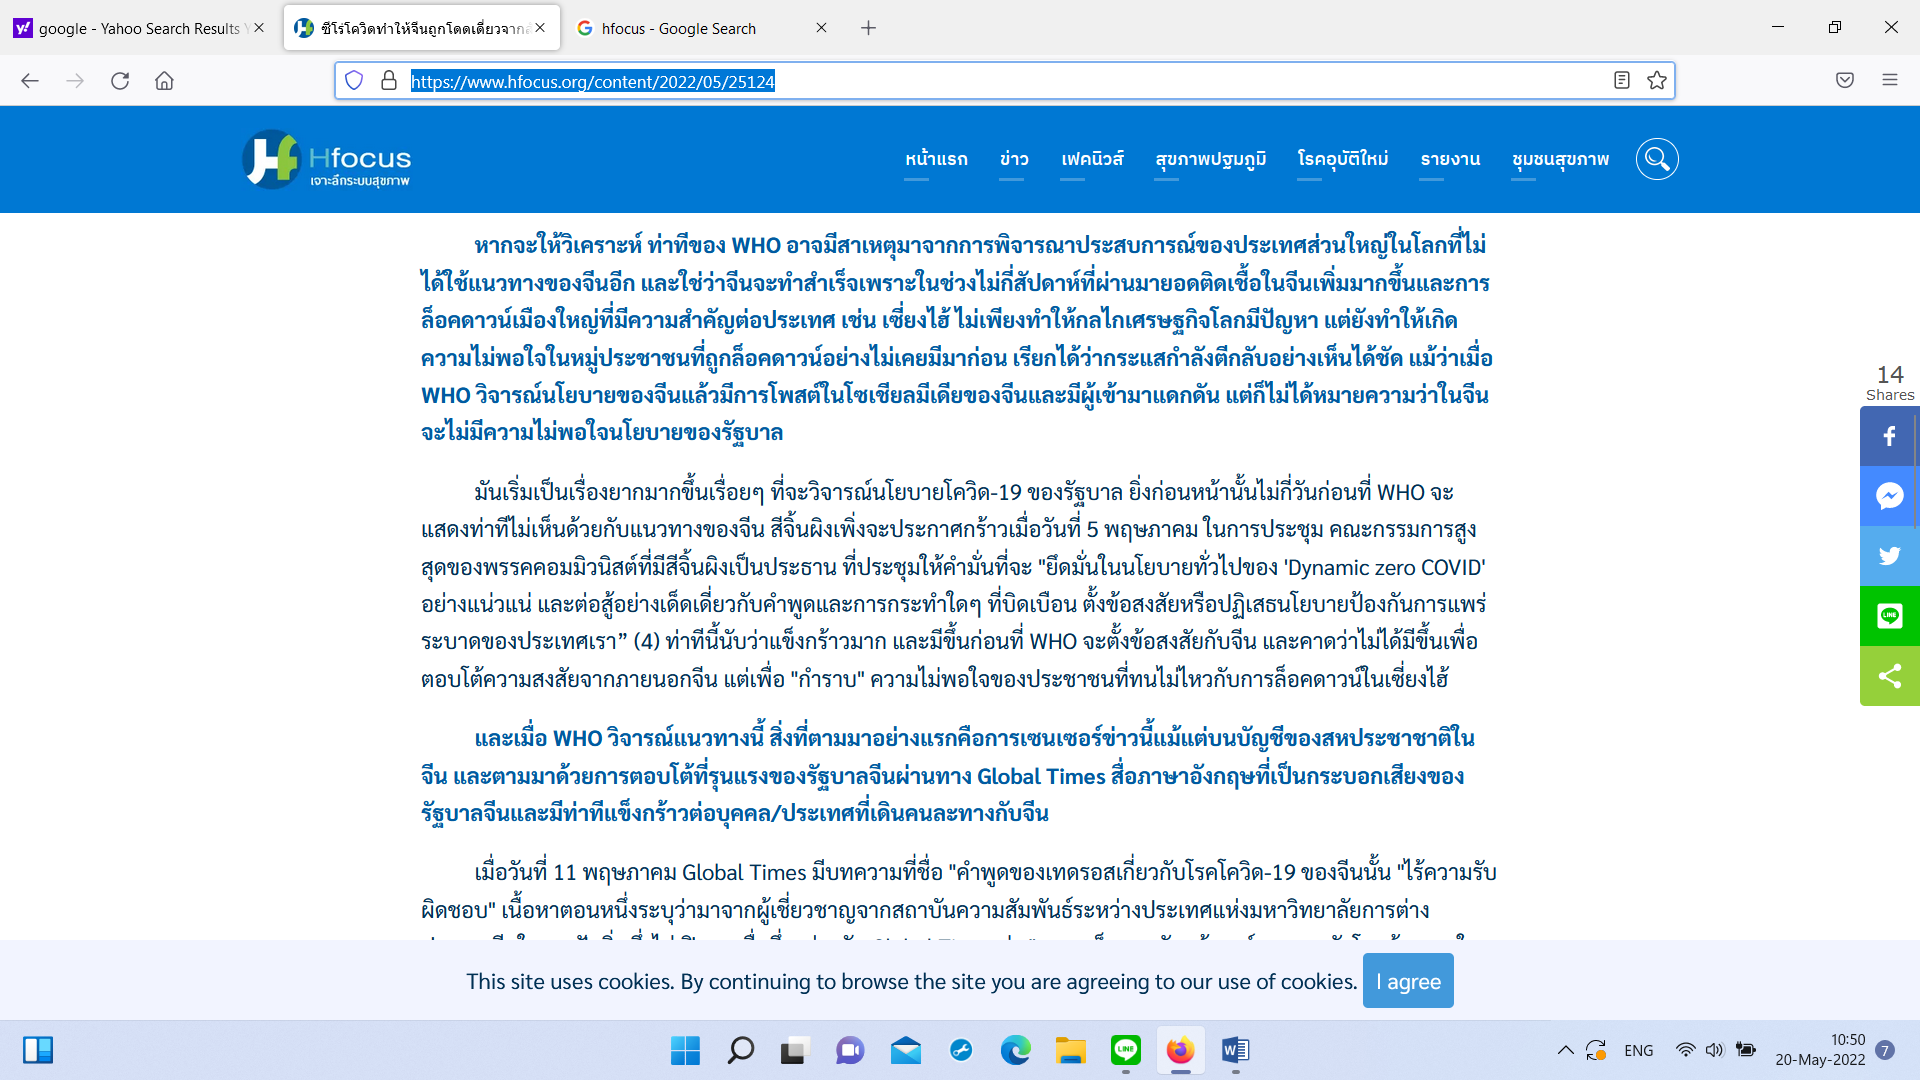 google - Yahoo Search Results
ซีโร่โควิดทำให้จีนถูกโดดเดี่ยวจาก
hfocus - Google Search
https://www.hfocus.org/content/2022/05/25124
Hfocus
เจาะลึกระบบสุขภาพ
หน้าแรก ข่าว เฟคนิวส์ สุขภาพปฐมภูมิ โรคอุบัติใหม่ รายงาน ชุมชนสุขภาพ
หากจะให้วิเคราะห์ ท่าทีของ WHO อาจมีสาเหตุมาจากการพิจารณาประสบการณ์ของประเทศส่วนใหญ่ในโลกที่ไม่
ได้ใช้แนวทางของจีนอีก และใช่ว่าจีนจะทำสำเร็จเพราะในช่วงไม่กี่สัปดาห์ที่ผ่านมายอดติดเชื้อในจีนเพิ่มมากขึ้นและการ
ล็อคดาวน์เมืองใหญ่ที่มีความสำคัญต่อประเทศ เช่น เซี่ยงไฮ้ ไม่เพียงทำให้กลไกเศรษฐกิจโลกมีปัญหา แต่ยังทำให้เกิด
ความไม่พอใจในหมู่ประชาชนที่ถูกล็อคดาวน์อย่างไม่เคยมีมาก่อน เรียกได้ว่ากระแสกำลังตีกลับอย่างเห็นได้ชัด แม้ว่าเมื่อ
WHO วิจารณ์นโยบายของจีนแล้วมีการโพสต์ในโซเชียลมีเดียของจีนและมีผู้เข้ามาแดกดัน แต่ก็ไม่ได้หมายความว่าในจีน
จะไม่มีความไม่พอใจนโยบายของรัฐบาล
มันเริ่มเป็นเรื่องยากมากขึ้นเรื่อยๆ ที่จะวิจารณ์นโยบายโควิด-19 ของรัฐบาล ยิ่งก่อนหน้านั้นไม่กี่วันก่อนที่ WHO จะ
แสดงท่าทีไม่เห็นด้วยกับแนวทางของจีน สีจิ้นผิงเพิ่งจะประกาศกร้าวเมื่อวันที่ 5 พฤษภาคม ในการประชุม คณะกรรมการสูง
สุดของพรรคคอมมิวนิสต์ที่มีสีจิ้นผิงเป็นประธาน ที่ประชุมให้คำมั่นที่จะ "ยึดมั่นในนโยบายทั่วไปของ 'Dynamic zero COVID'
อย่างแน่วแน่ และต่อสู้อย่างเด็ดเดี่ยวกับคำพูดและการกระทำใดๆ ที่บิดเบือน ตั้งข้อสงสัยหรือปฏิเสธนโยบายป้องกันการแพร่
ระบาดของประเทศเรา” (4) ท่าทีนี้นับว่าแข็งกร้าวมาก และมีขึ้นก่อนที่ WHO จะตั้งข้อสงสัยกับจีน และคาดว่าไม่ได้มีขึ้นเพื่อ
ตอบโต้ความสงสัยจากภายนอกจีน แต่เพื่อ "กำราบ" ความไม่พอใจของประชาชนที่ทนไม่ไหวกับการล็อคดาวน์ในเซี่ยงไฮ้
และเมื่อ WHO วิจารณ์แนวทางนี้ สิ่งที่ตามมาอย่างแรกคือการเซนเซอร์ข่าวนี้แม้แต่บนบัญชีของสหประชาชาติใน
จีน และตามมาด้วยการตอบโต้ที่รุนแรงของรัฐบาลจีนผ่านทาง Global Times สื่อภาษาอังกฤษที่เป็นกระบอกเสียงของ
รัฐบาลจีนและมีท่าทีแข็งกร้าวต่อบุคคล/ประเทศที่เดินคนละทางกับจีน
เมื่อวันที่ 11 พฤษภาคม Global Times มีบทความที่ชื่อ "คำพูดของเทดรอสเกี่ยวกับโรคโควิด-19 ของจีนนั้น "ไร้ความรับ
ผิดชอบ" เนื้อหาตอนหนึ่งระบุว่ามาจากผู้เชี่ยวชาญจากสถาบันความสัมพันธ์ระหว่างประเทศแห่งมหาวิทยาลัยการต่าง
14
Shares
LINE
This site uses cookies. By continuing to browse the site you are agreeing to our use of cookies. I agree
LINE
ENG
10:50
20-May-2022
7